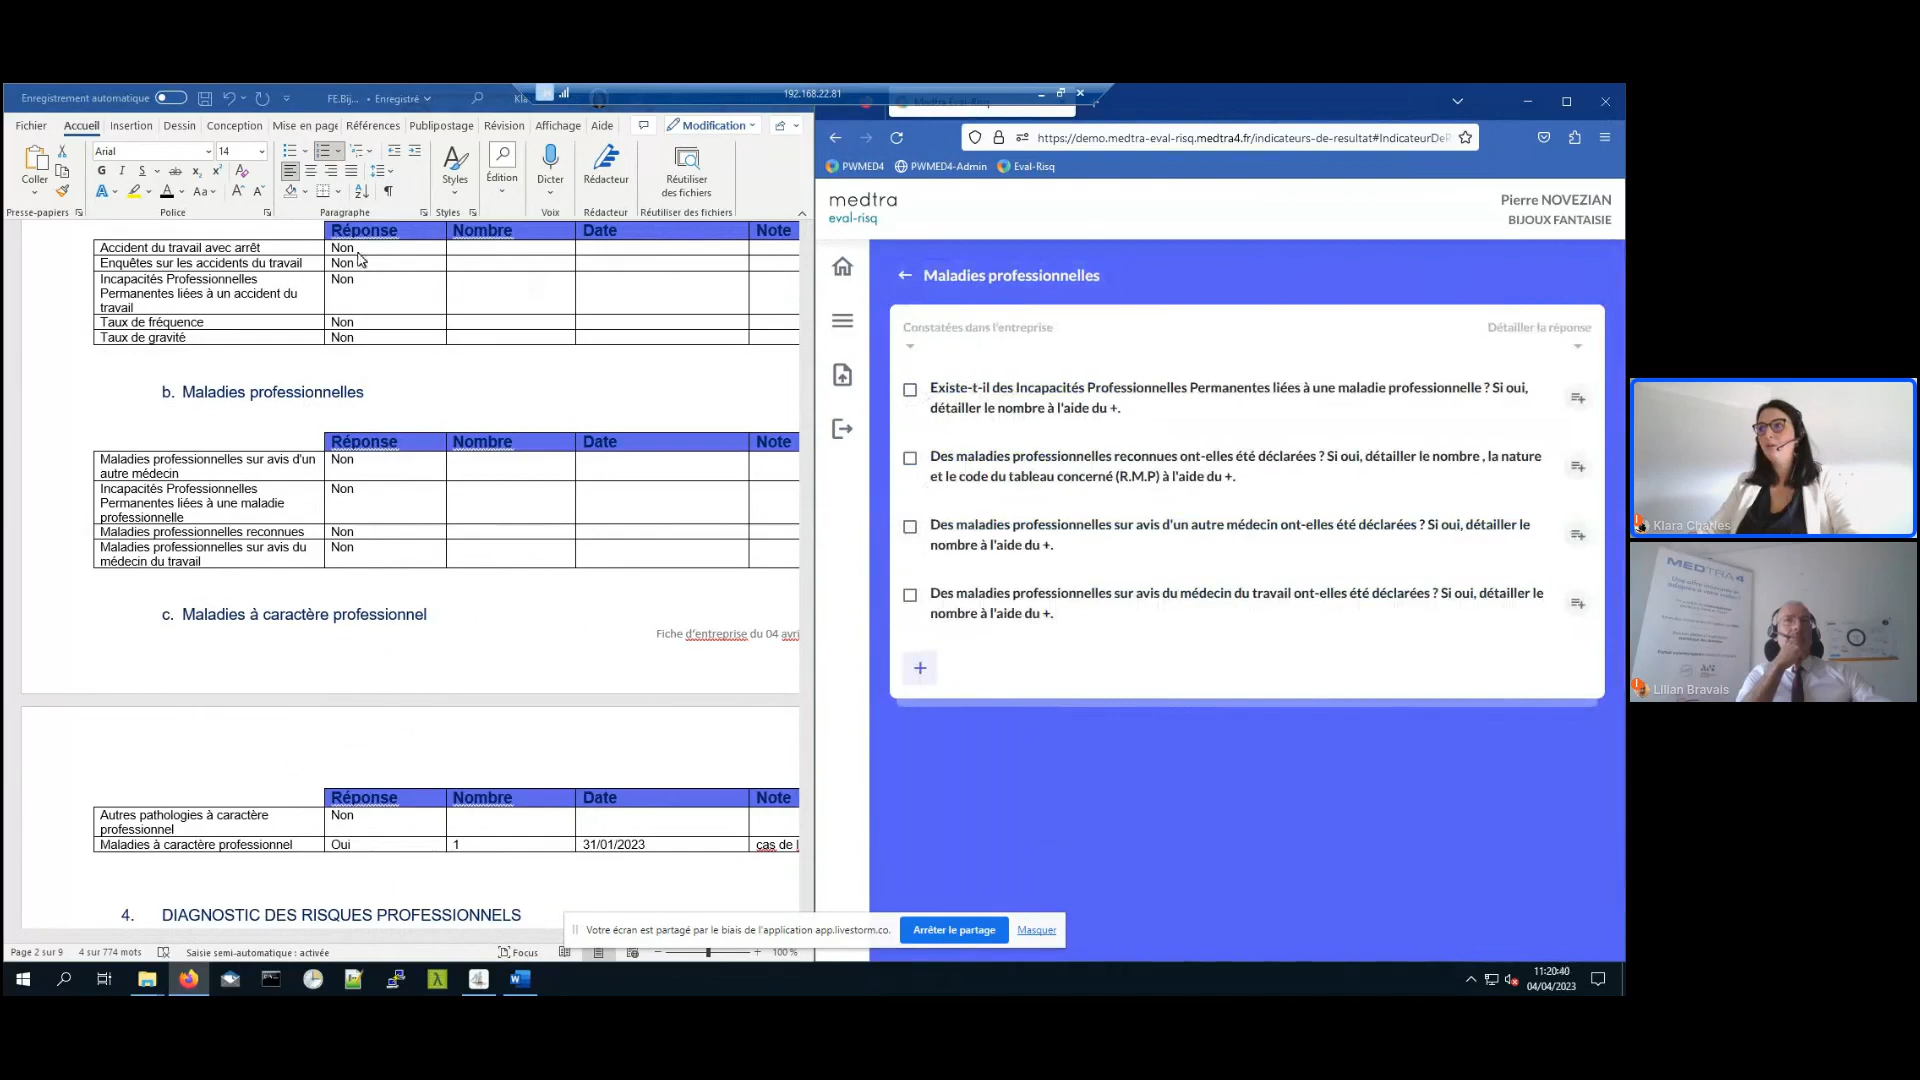 Enregistrement automatique
FE.Bij... • Enregistré
Kla
192.168.22.81
Fichier Accueil Insertion Dessin Conception Mise en page Références Publipostage Révision Affichage Aide
Modification
Coller
Arial 14
G I S ab x₂ x²
A A Aa A A
Styles
Édition
Dicter
Rédacteur
Réutiliser
des fichiers
Presse-papiers Police Paragraphe Styles Voix Rédacteur Réutiliser des fichiers
Réponse Nombre Date Note
Accident du travail avec arrêt Non
Enquêtes sur les accidents du travail Non
Incapacités Professionnelles Non
Permanentes liées à un accident du
travail
Taux de fréquence Non
Taux de gravité Non
b. Maladies professionnelles
Réponse Nombre Date Note
Maladies professionnelles sur avis d'un Non
autre médecin
Incapacités Professionnelles Non
Permanentes liées à une maladie
professionnelle
Maladies professionnelles reconnues Non
Maladies professionnelles sur avis du Non
médecin du travail
c. Maladies à caractère professionnel
Fiche d'entreprise du 04 avri
Réponse Nombre Date Note
Autres pathologies à caractère Non
professionnel
Maladies à caractère professionnel Oui 1 31/01/2023 cas de l
4. DIAGNOSTIC DES RISQUES PROFESSIONNELS
Page 2 sur 9 4 sur 774 mots Saisie semi-automatique : activée Focus 100 %
https://demo.medtra-eval-risq.medtra4.fr/indicateurs-de-resultat#IndicateurDeR
PWMED4 PWMED4-Admin Eval-Risq
medtra
eval-risq
Pierre NOVEZIAN
BIJOUX FANTAISIE
Maladies professionnelles
Constatées dans l'entreprise Détailler la réponse
Existe-t-il des Incapacités Professionnelles Permanentes liées à une maladie professionnelle ? Si oui,
détailler le nombre à l'aide du +.
Des maladies professionnelles reconnues ont-elles été déclarées ? Si oui, détailler le nombre , la nature
et le code du tableau concerné (R.M.P) à l'aide du +.
Des maladies professionnelles sur avis d'un autre médecin ont-elles été déclarées ? Si oui, détailler le
nombre à l'aide du +.
Des maladies professionnelles sur avis du médecin du travail ont-elles été déclarées ? Si oui, détailler le
nombre à l'aide du +.
+
Votre écran est partagé par le biais de l'application app.livestorm.co. Arrêter le partage Masquer
11:20:40
04/04/2023
Klara Charles
MEDTRA4
Lilian Bravais